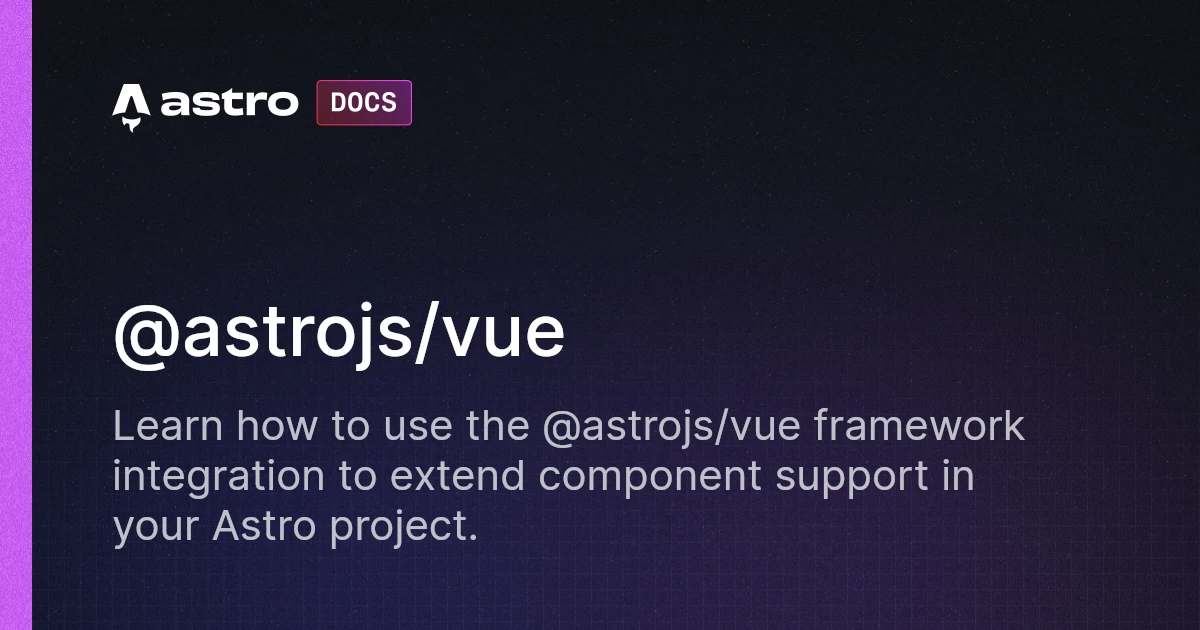 astro DOCS
@astrojs/vue
Learn how to use the @astrojs/vue framework
integration to extend component support in
your Astro project.